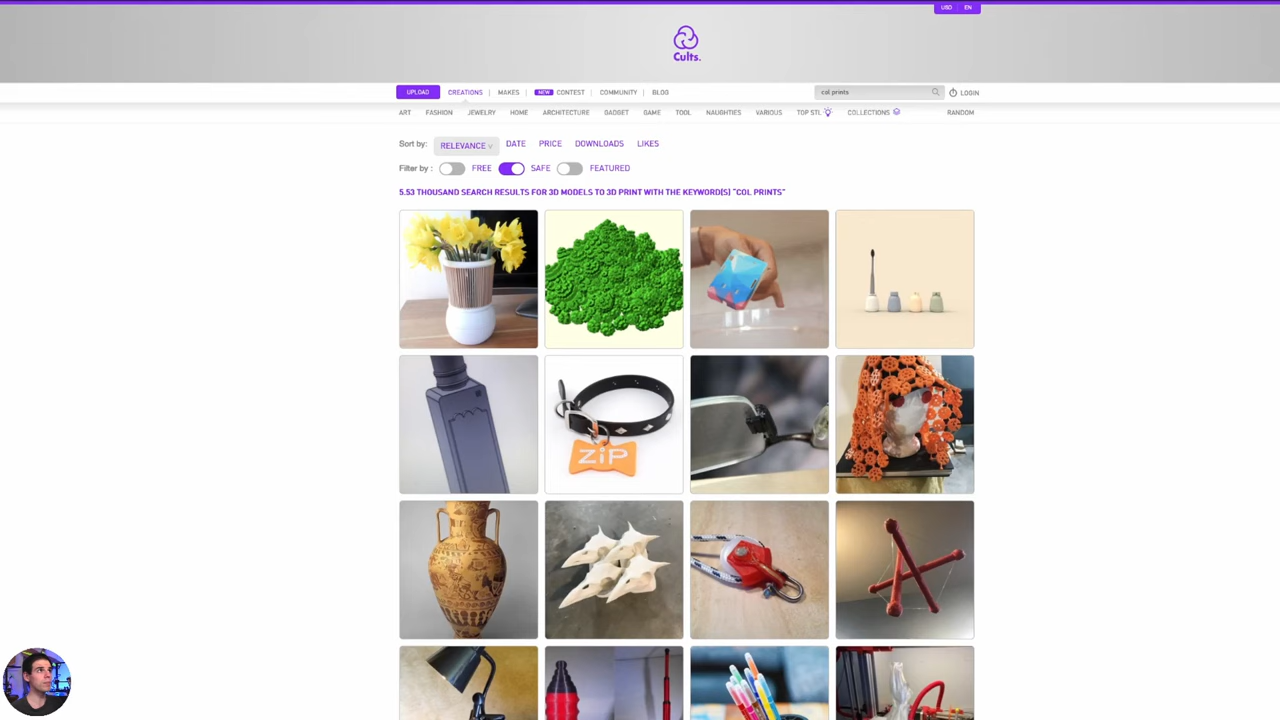 USD EN
Cults.
UPLOAD CREATIONS | MAKES | NEW CONTEST | COMMUNITY | BLOG col prints LOGIN
ART FASHION JEWELRY HOME ARCHITECTURE GADGET GAME TOOL NAUGHTIES VARIOUS TOP STL COLLECTIONS RANDOM
Sort by: RELEVANCE DATE PRICE DOWNLOADS LIKES
Filter by : FREE SAFE FEATURED
5.53 THOUSAND SEARCH RESULTS FOR 3D MODELS TO 3D PRINT WITH THE KEYWORD(S) "COL PRINTS"
ZiP